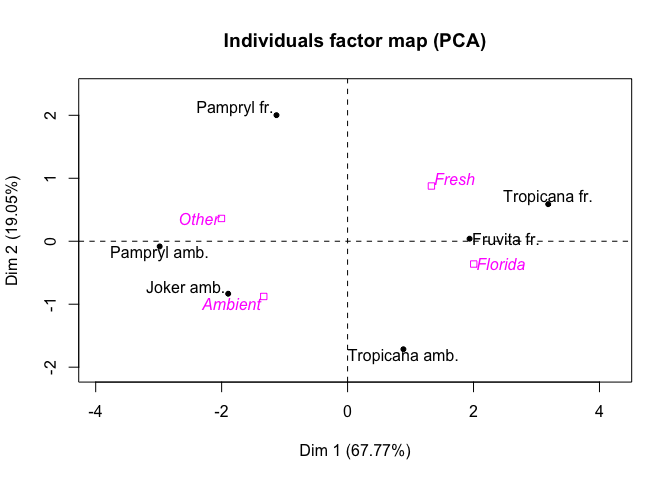 Individuals factor map (PCA)
Dim 2 (19.05%)
2
1
0
-1
-2
Pampryl fr.
Fresh
Tropicana fr.
Other
Fruvita fr.
Pampryl amb.
Florida
Joker amb.
Ambient
Tropicana amb.
-4 -2 0 2 4
Dim 1 (67.77%)